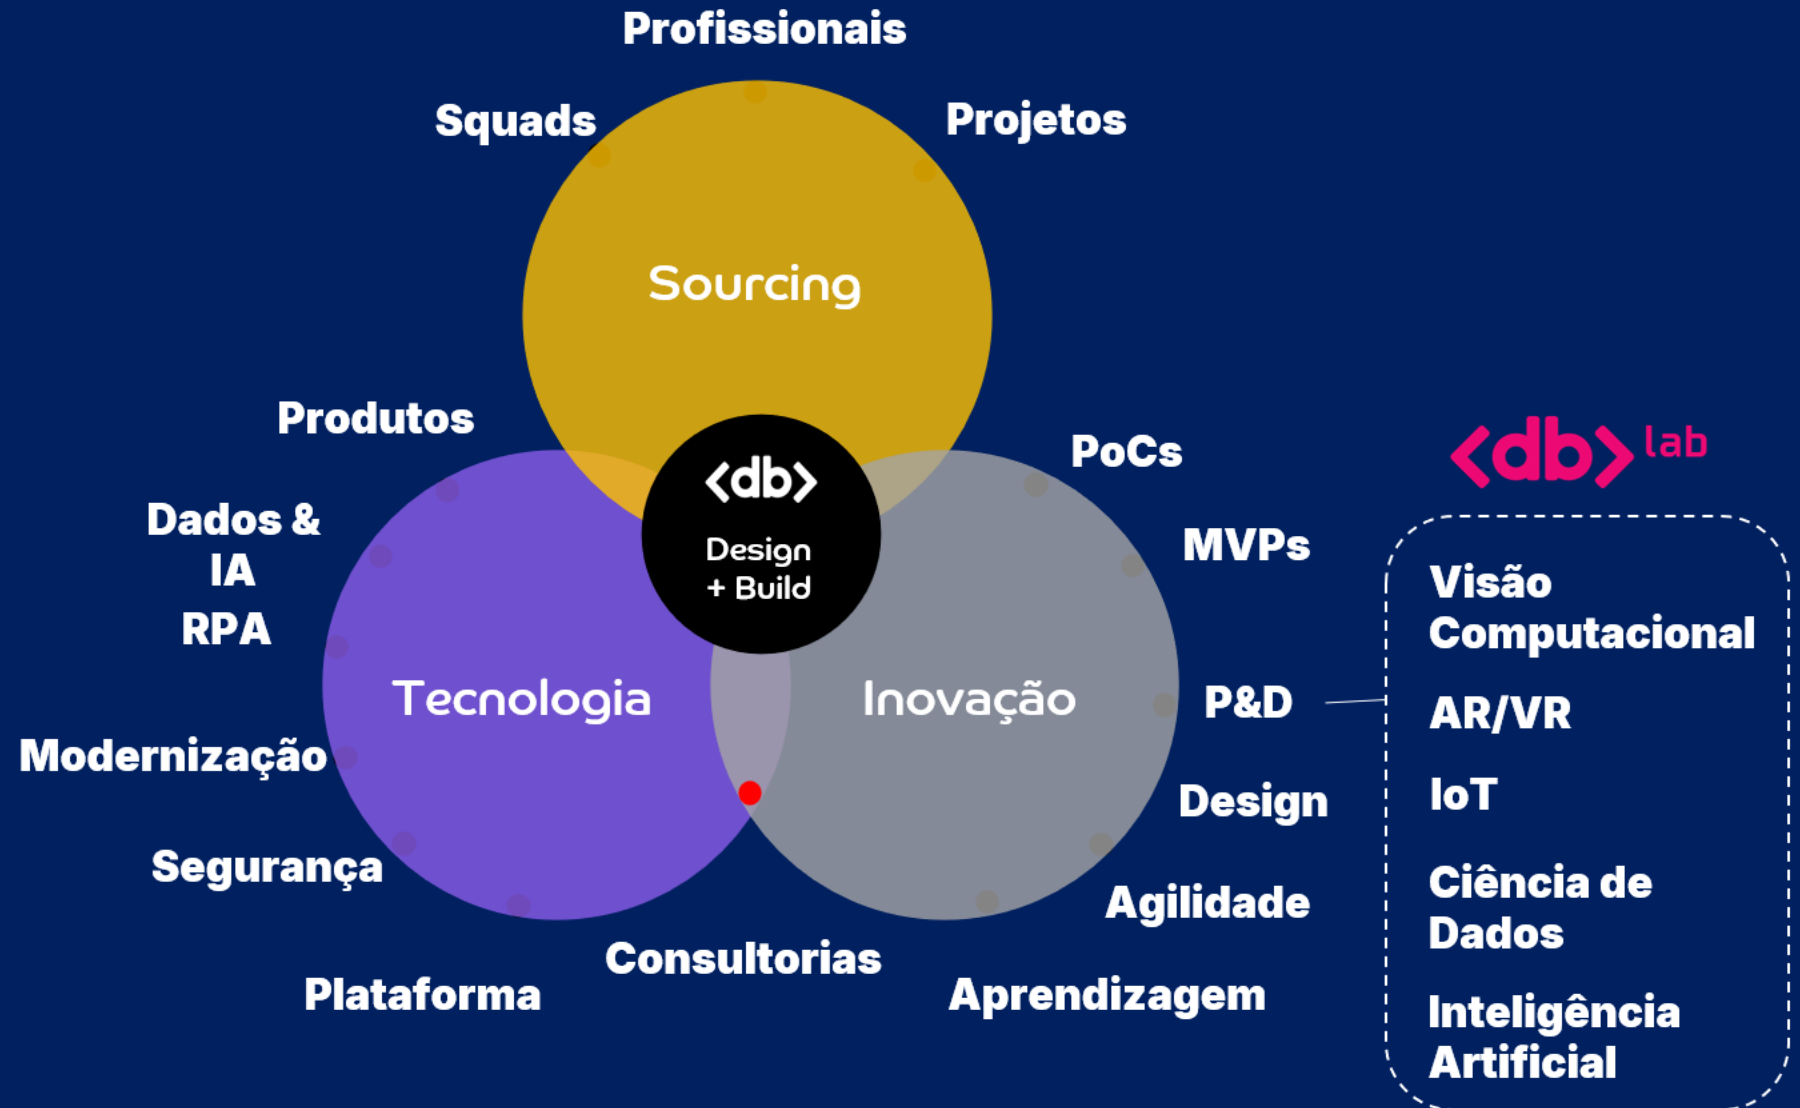 Profissionais
Squads
Projetos
Sourcing
Produtos
<db>
Design
+ Build
PoCs
Dados &
IA
RPA
MVPs
Tecnologia
Inovação
P&D
Modernização
Design
Segurança
Agilidade
Consultorias
Plataforma
Aprendizagem
<db> lab
Visão
Computacional
AR/VR
IoT
Ciência de
Dados
Inteligência
Artificial